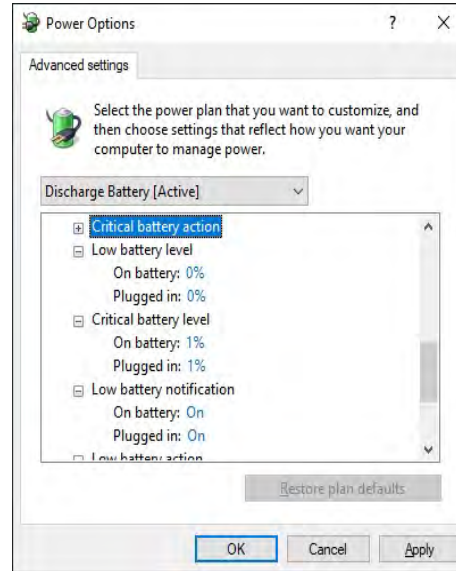 Power Options
Advanced settings
Select the power plan that you want to customize, and
then choose settings that reflect how you want your
computer to manage power.
Discharge Battery [Active]
Critical battery action
Low battery level
On battery: 0%
Plugged in: 0%
Critical battery level
On battery: 1%
Plugged in: 1%
Low battery notification
On battery: On
Plugged in: On
Low battery action
Restore plan defaults
OK Cancel Apply